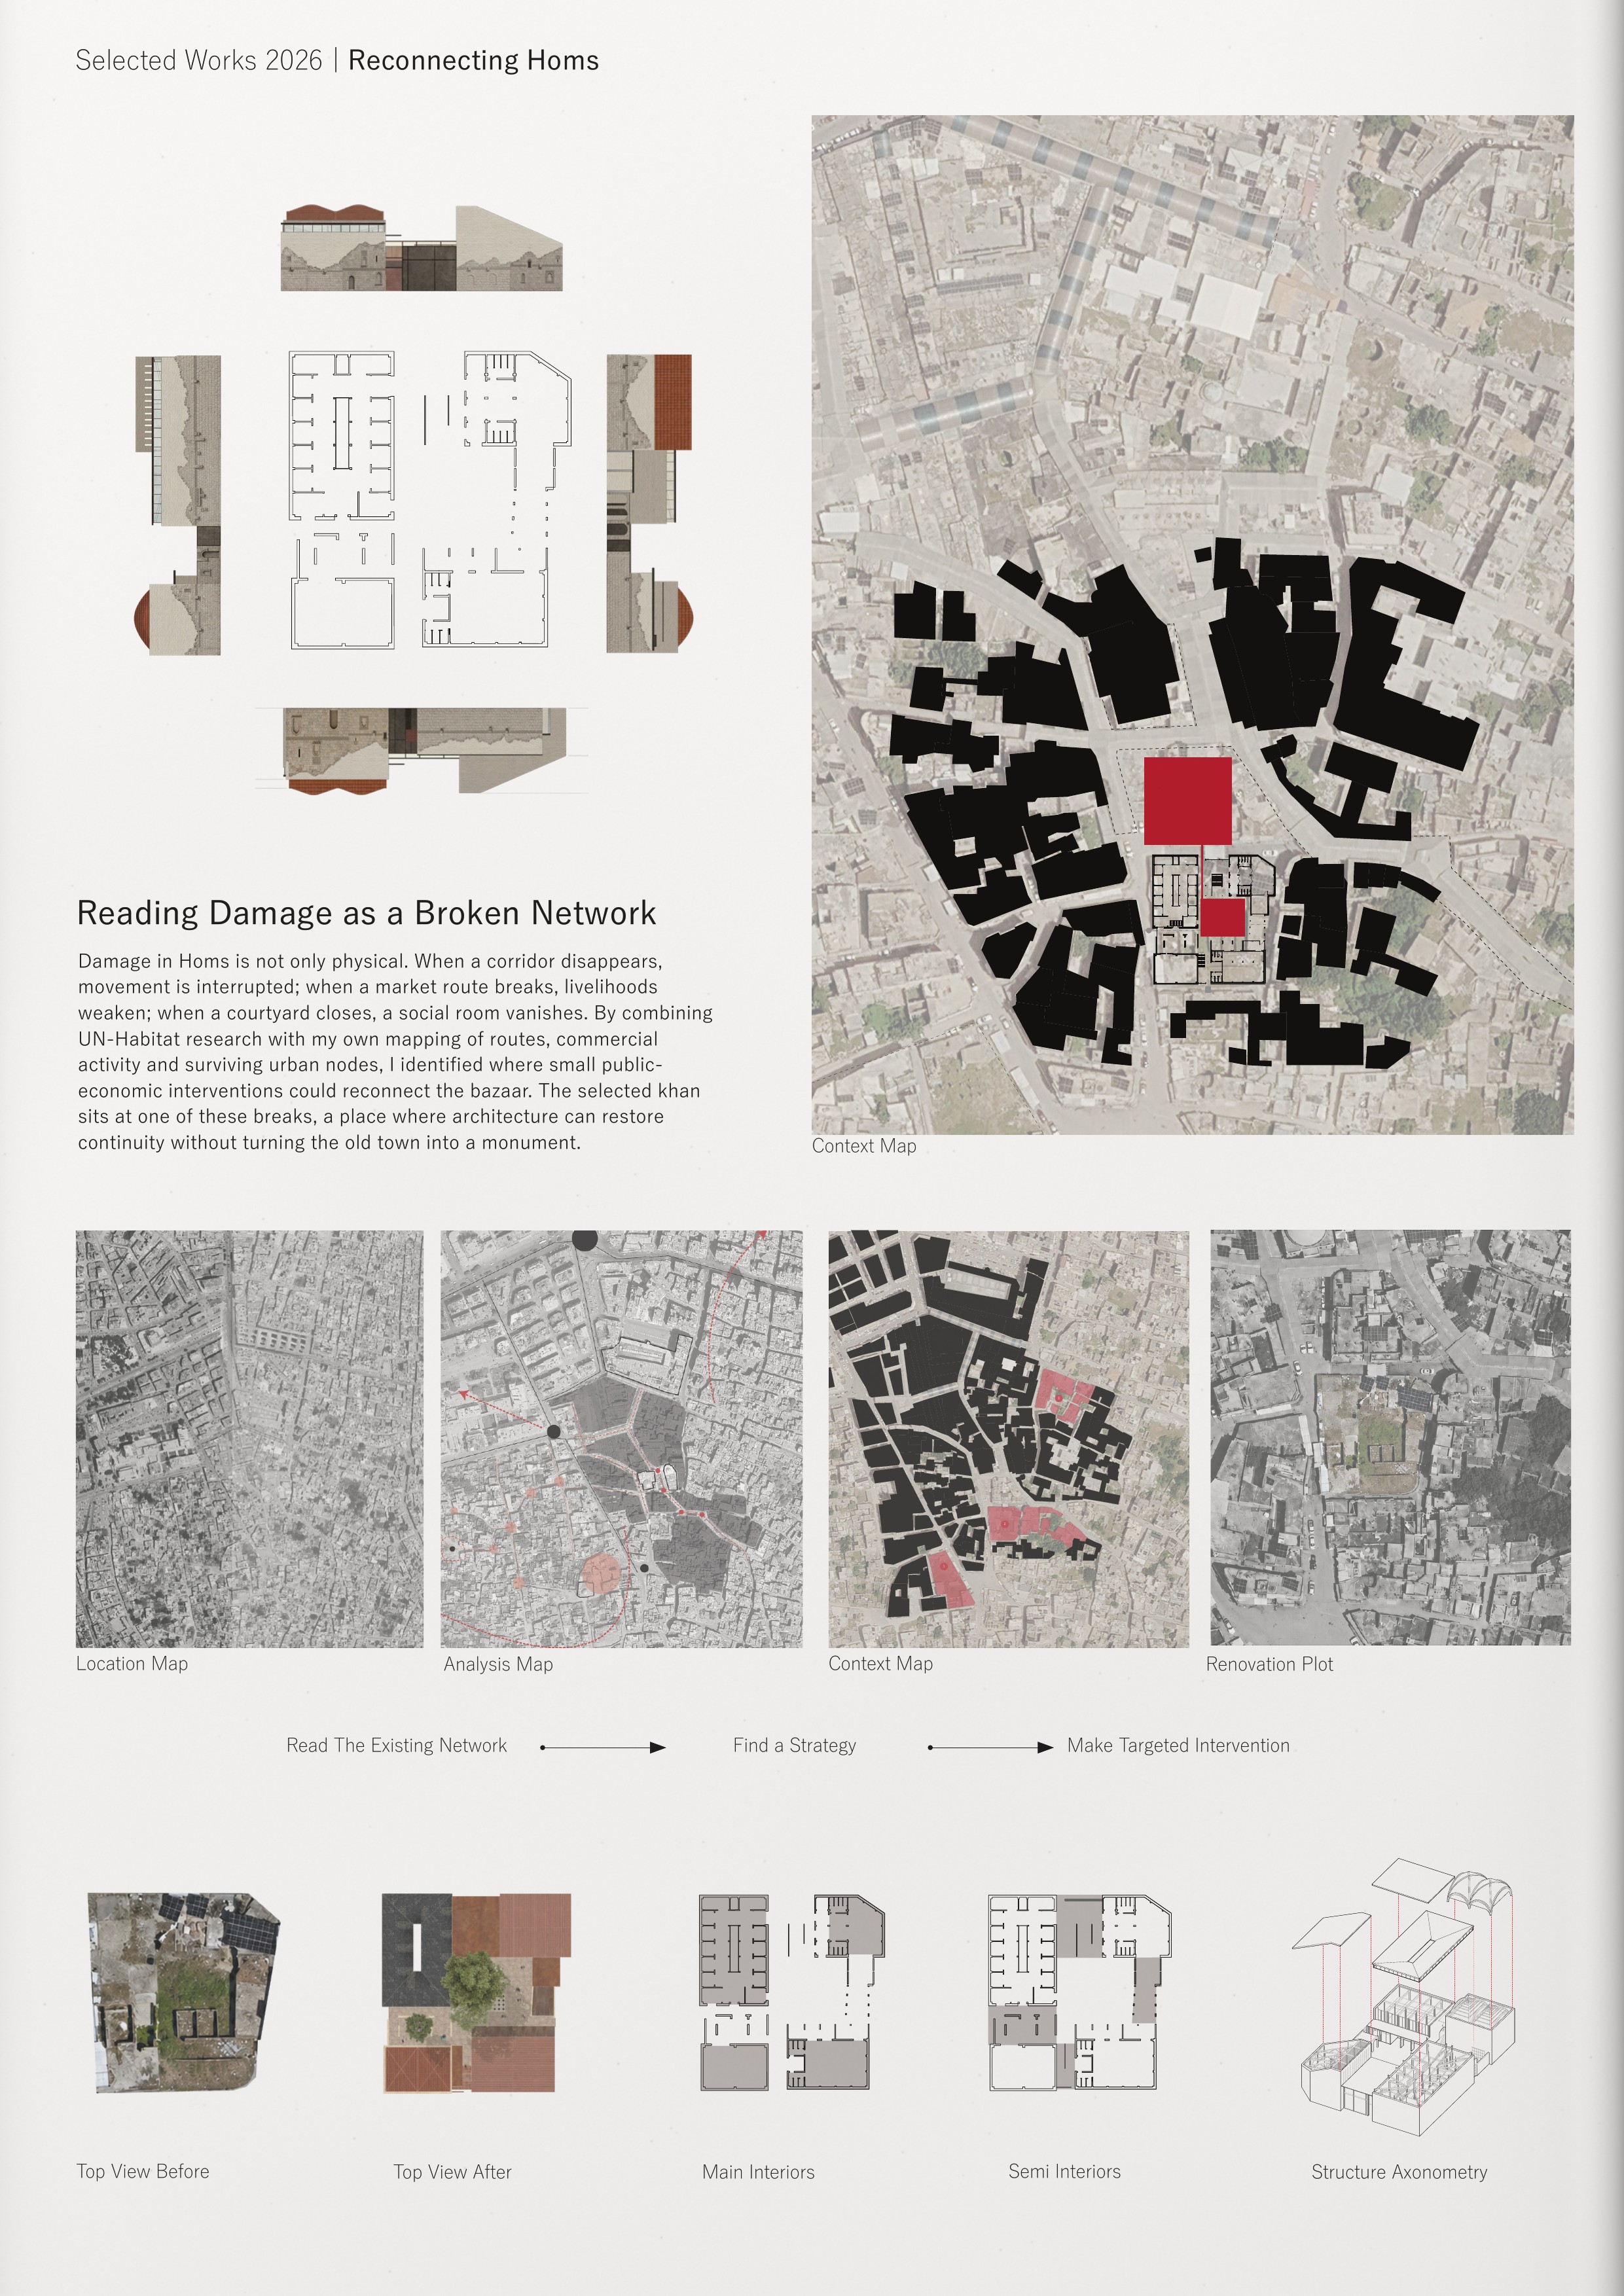 Selected Works 2026 | Reconnecting Homs
Reading Damage as a Broken Network
Damage in Homs is not only physical. When a corridor disappears,
movement is interrupted; when a market route breaks, livelihoods
weaken; when a courtyard closes, a social room vanishes. By combining
UN-Habitat research with my own mapping of routes, commercial
activity and surviving urban nodes, I identified where small public-
economic interventions could reconnect the bazaar. The selected khan
sits at one of these breaks, a place where architecture can restore
continuity without turning the old town into a monument.
Context Map
Location Map
Analysis Map
Context Map
Renovation Plot
Read The Existing Network
Find a Strategy
Make Targeted Intervention
Top View Before
Top View After
Main Interiors
Semi Interiors
Structure Axonometry